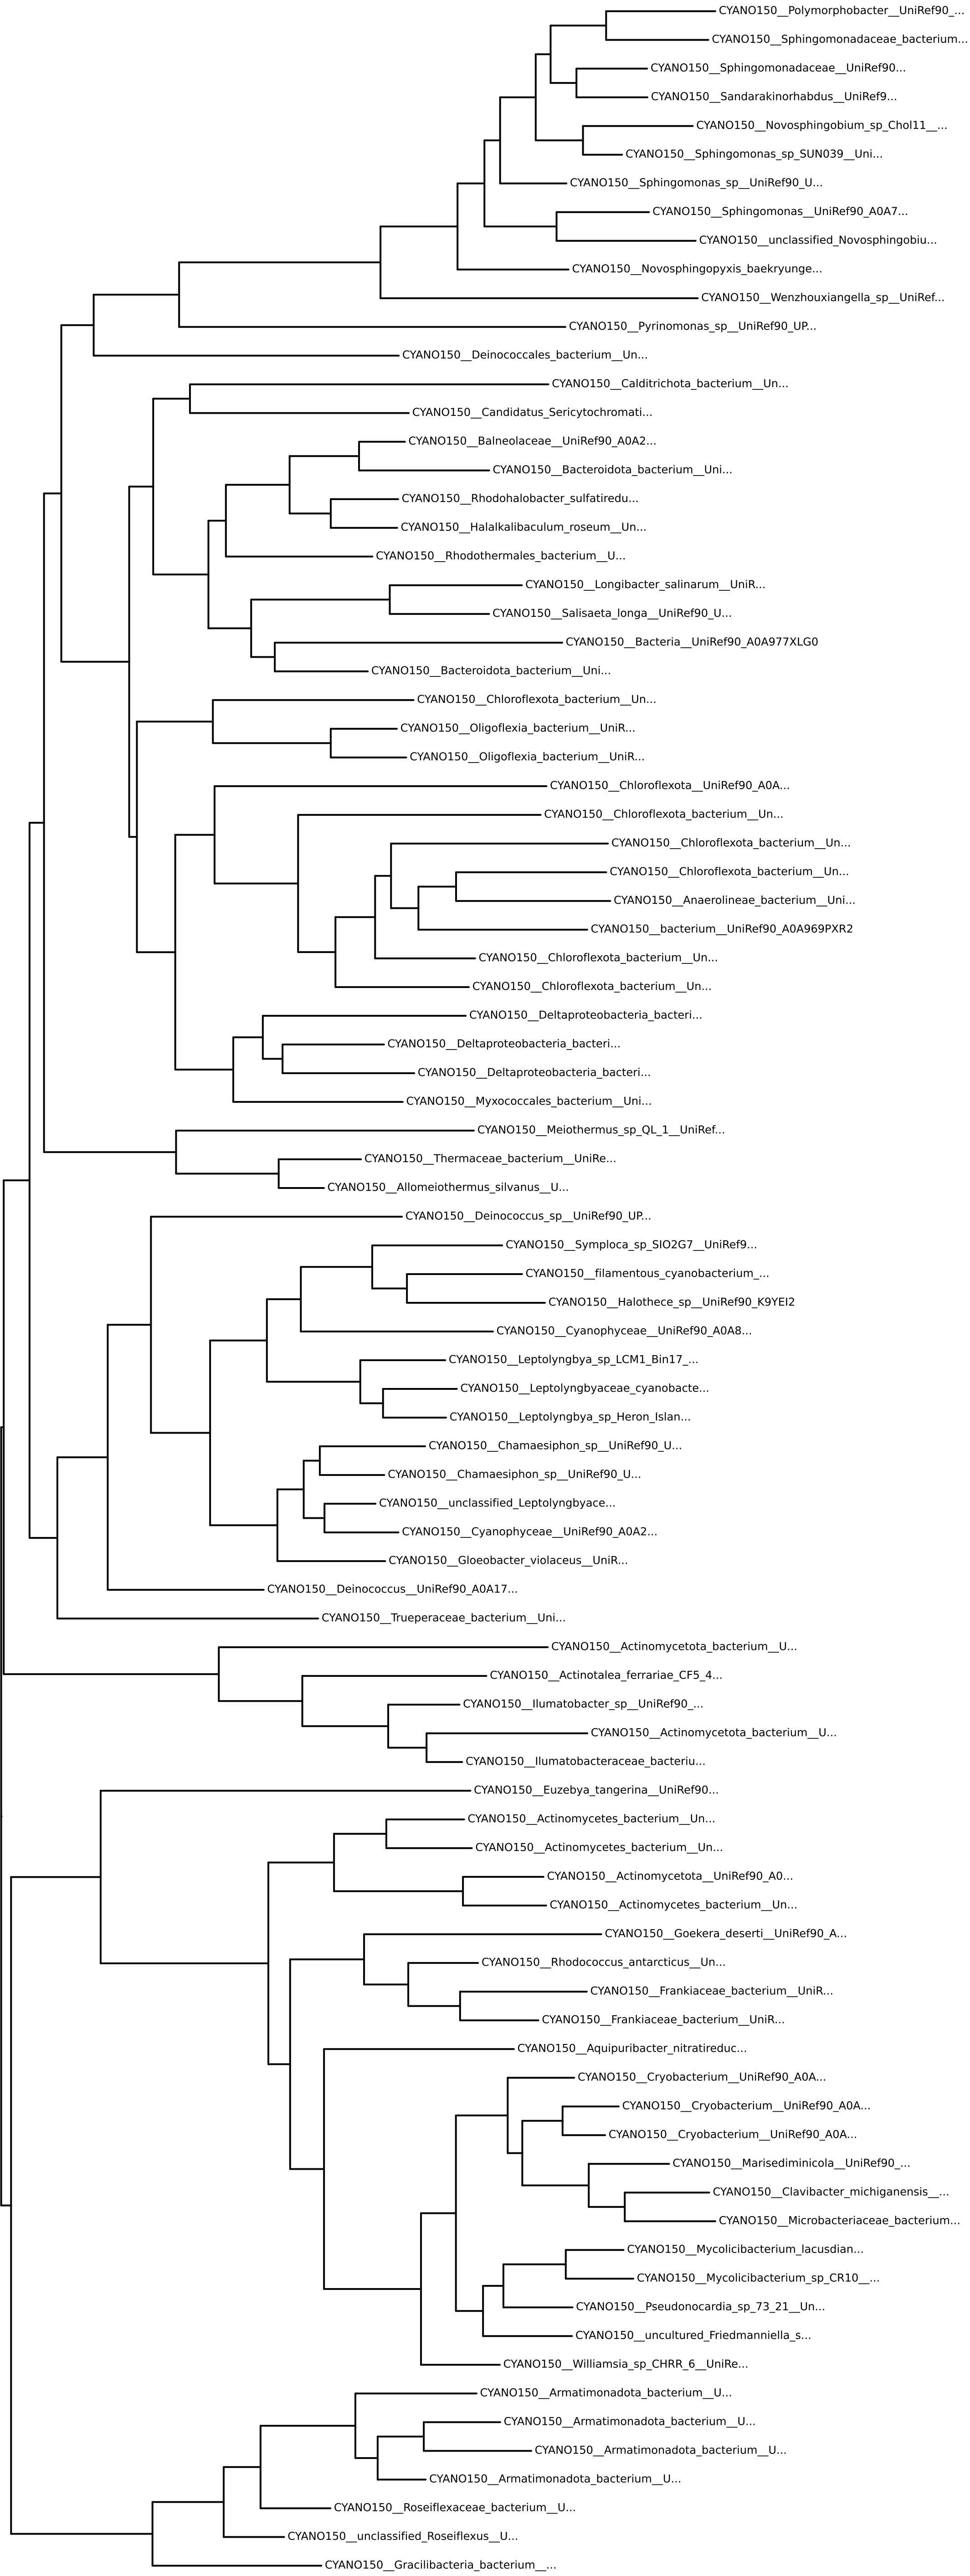 CYANO150__Polymorphobacter__UniRef90_...
CYANO150__Sphingomonadaceae_bacterium...
CYANO150__Sphingomonadaceae__UniRef90...
CYANO150__Sandarakinorhabdus__UniRef9...
CYANO150__Novosphingobium_sp_Chol11__...
CYANO150__Sphingomonas_sp_SUN039__Uni...
CYANO150__Sphingomonas_sp__UniRef90_U...
CYANO150__Sphingomonas__UniRef90_A0A7...
CYANO150__unclassified_Novosphingobiu...
CYANO150__Novosphingopyxis_baekryunge...
CYANO150__Wenzhouxiangella_sp__UniRef...
CYANO150__Pyrinomonas_sp__UniRef90_UP...
CYANO150__Deinococcales_bacterium__Un...
CYANO150__Calditrichota_bacterium__Un...
CYANO150__Candidatus_Sericytochromati...
CYANO150__Balneolaceae__UniRef90_A0A2...
CYANO150__Bacteroidota_bacterium__Uni...
CYANO150__Rhodohalobacter_sulfatiredu...
CYANO150__Halalkalibaculum_roseum__Un...
CYANO150__Rhodothermales_bacterium__U...
CYANO150__Longibacter_salinarum__UniR...
CYANO150__Salisaeta_longa__UniRef90_U...
CYANO150__Bacteria__UniRef90_A0A977XLG0
CYANO150__Bacteroidota_bacterium__Uni...
CYANO150__Chloroflexota_bacterium__Un...
CYANO150__Oligoflexia_bacterium__UniR...
CYANO150__Oligoflexia_bacterium__UniR...
CYANO150__Chloroflexota__UniRef90_A0A...
CYANO150__Chloroflexota_bacterium__Un...
CYANO150__Chloroflexota_bacterium__Un...
CYANO150__Chloroflexota_bacterium__Un...
CYANO150__Anaerolineae_bacterium__Uni...
CYANO150__bacterium__UniRef90_A0A969PXR2
CYANO150__Chloroflexota_bacterium__Un...
CYANO150__Chloroflexota_bacterium__Un...
CYANO150__Deltaproteobacteria_bacteri...
CYANO150__Deltaproteobacteria_bacteri...
CYANO150__Deltaproteobacteria_bacteri...
CYANO150__Myxococcales_bacterium__Uni...
CYANO150__Meiothermus_sp_QL_1__UniRef...
CYANO150__Thermaceae_bacterium__UniRe...
CYANO150__Allomeiothermus_silvanus__U...
CYANO150__Deinococcus_sp__UniRef90_UP...
CYANO150__Symploca_sp_SIO2G7__UniRef9...
CYANO150__filamentous_cyanobacterium_...
CYANO150__Halothece_sp__UniRef90_K9YEI2
CYANO150__Cyanophyceae__UniRef90_A0A8...
CYANO150__Leptolyngbya_sp_LCM1_Bin17_...
CYANO150__Leptolyngbyaceae_cyanobacte...
CYANO150__Leptolyngbya_sp_Heron_Islan...
CYANO150__Chamaesiphon_sp__UniRef90_U...
CYANO150__Chamaesiphon_sp__UniRef90_U...
CYANO150__unclassified_Leptolyngbyace...
CYANO150__Cyanophyceae__UniRef90_A0A2...
CYANO150__Gloeobacter_violaceus__UniR...
CYANO150__Deinococcus__UniRef90_A0A17...
CYANO150__Trueperaceae_bacterium__Uni...
CYANO150__Actinomycetota_bacterium__U...
CYANO150__Actinotalea_ferrariae_CF5_4...
CYANO150__Ilumatobacter_sp__UniRef90_...
CYANO150__Actinomycetota_bacterium__U...
CYANO150__Ilumatobacteraceae_bacteriu...
CYANO150__Euzebya_tangerina__UniRef90...
CYANO150__Actinomycetes_bacterium__Un...
CYANO150__Actinomycetes_bacterium__Un...
CYANO150__Actinomycetota__UniRef90_A0...
CYANO150__Actinomycetes_bacterium__Un...
CYANO150__Goekera_deserti__UniRef90_A...
CYANO150__Rhodococcus_antarcticus__Un...
CYANO150__Frankiaceae_bacterium__UniR...
CYANO150__Frankiaceae_bacterium__UniR...
CYANO150__Aquipuribacter_nitratireduc...
CYANO150__Cryobacterium__UniRef90_A0A...
CYANO150__Cryobacterium__UniRef90_A0A...
CYANO150__Cryobacterium__UniRef90_A0A...
CYANO150__Marisediminicola__UniRef90_...
CYANO150__Clavibacter_michiganensis__...
CYANO150__Microbacteriaceae_bacterium...
CYANO150__Mycolicibacterium_lacusdian...
CYANO150__Mycolicibacterium_sp_CR10__...
CYANO150__Pseudonocardia_sp_73_21__Un...
CYANO150__uncultured_Friedmanniella_s...
CYANO150__Williamsia_sp_CHRR_6__UniRe...
CYANO150__Armatimonadota_bacterium__U...
CYANO150__Armatimonadota_bacterium__U...
CYANO150__Armatimonadota_bacterium__U...
CYANO150__Armatimonadota_bacterium__U...
CYANO150__Roseiflexaceae_bacterium__U...
CYANO150__unclassified_Roseiflexus__U...
CYANO150__Gracilibacteria_bacterium__...